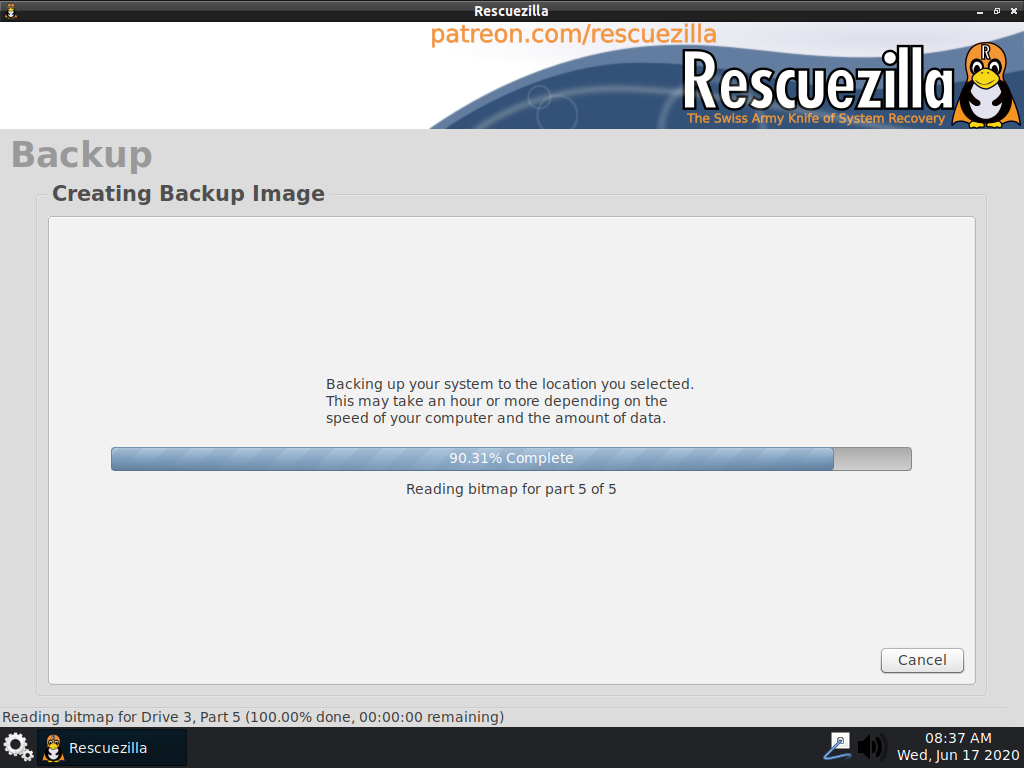 Rescuezilla
patreon.com/rescuezilla
R
Rescuezilla
The Swiss Army Knife of System Recovery
Backup
Creating Backup Image
Backing up your system to the location you selected.
This may take an hour or more depending on the
speed of your computer and the amount of data.
90.31% Complete
Reading bitmap for part 5 of 5
Cancel
Reading bitmap for Drive 3, Part 5 (100.00% done, 00:00:00 remaining)
Rescuezilla
08:37 AM
Wed, Jun 17 2020